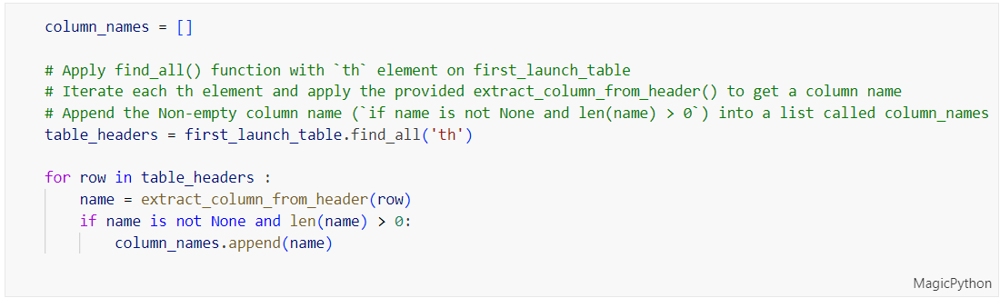 column_names = []
# Apply find_all() function with `th` element on first_launch_table
# Iterate each th element and apply the provided extract_column_from_header() to get a column name
# Append the Non-empty column name (`if name is not None and len(name) > 0`) into a list called column_names
table_headers = first_launch_table.find_all('th')
for row in table_headers :
    name = extract_column_from_header(row)
    if name is not None and len(name) > 0:
        column_names.append(name)
MagicPython